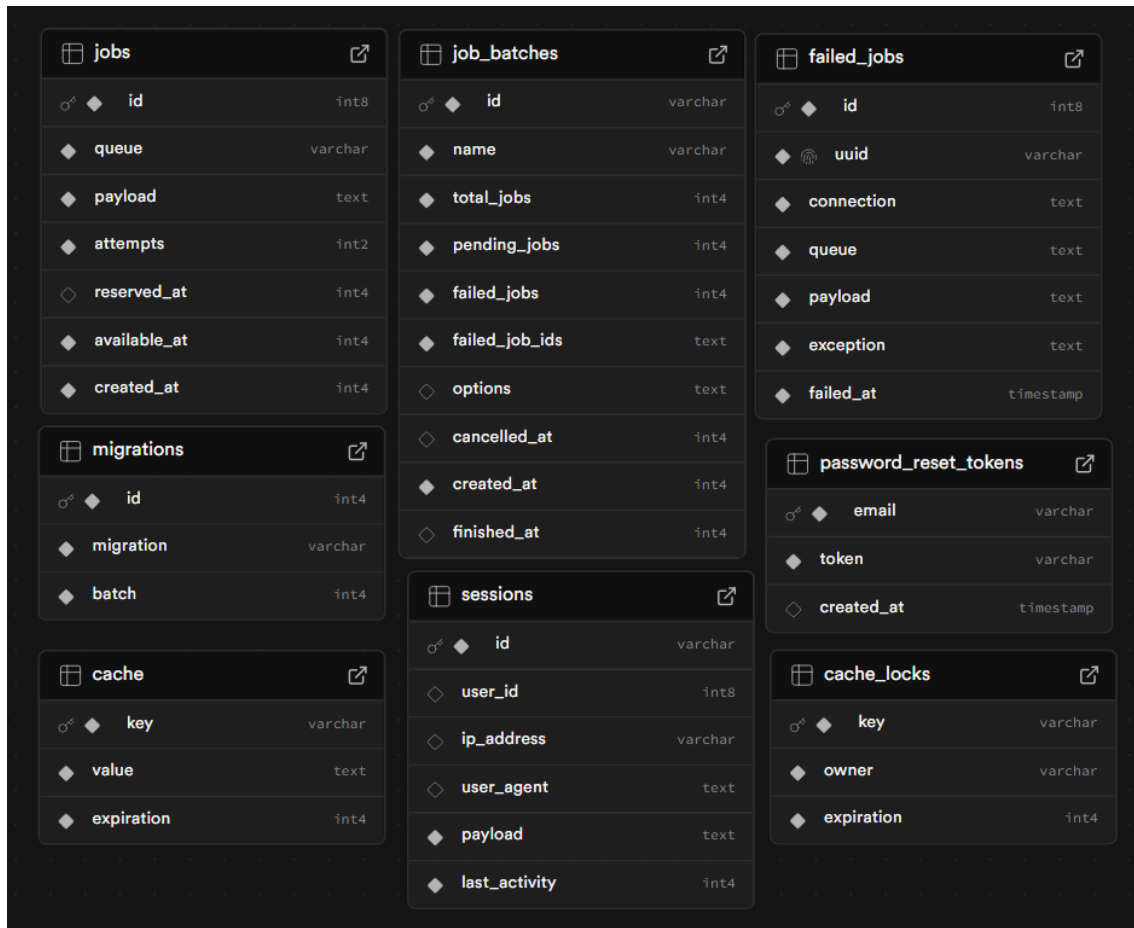 jobs
id int8
queue varchar
payload text
attempts int2
reserved_at int4
available_at int4
created_at int4
job_batches
id varchar
name varchar
total_jobs int4
pending_jobs int4
failed_jobs int4
failed_job_ids text
options text
cancelled_at int4
created_at int4
finished_at int4
failed_jobs
id int8
uuid varchar
connection text
queue text
payload text
exception text
failed_at timestamp
migrations
id int4
migration varchar
batch int4
password_reset_tokens
email varchar
token varchar
created_at timestamp
cache
key varchar
value text
expiration int4
sessions
id varchar
user_id int8
ip_address varchar
user_agent text
payload text
last_activity int4
cache_locks
key varchar
owner varchar
expiration int4